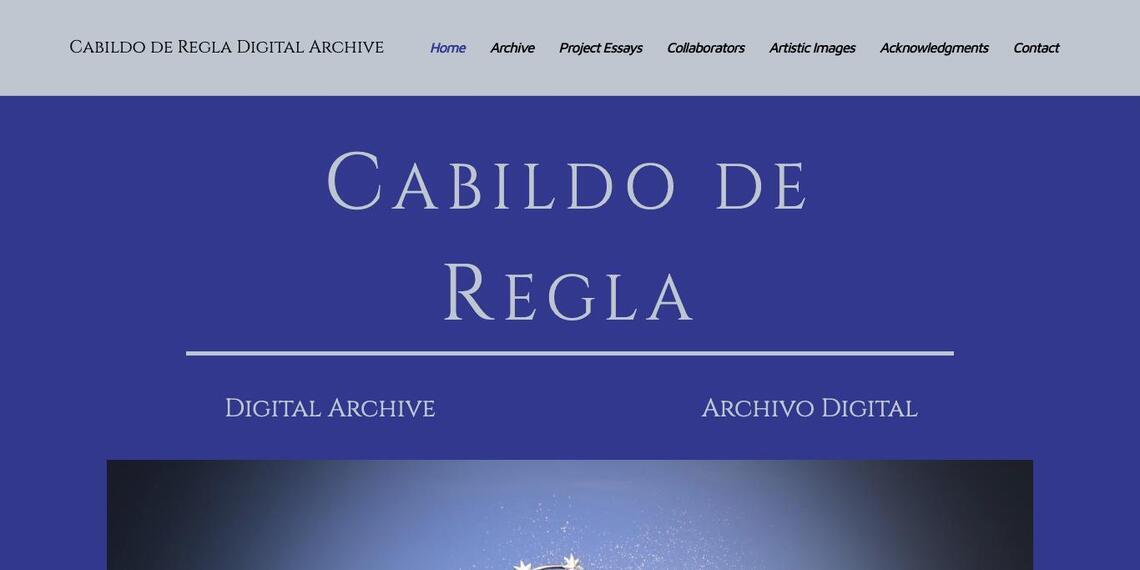 Cabildo de Regla Digital Archive
Home Archive Project Essays Collaborators Artistic Images Acknowledgments Contact
Cabildo de
Regla
Digital Archive
Archivo Digital